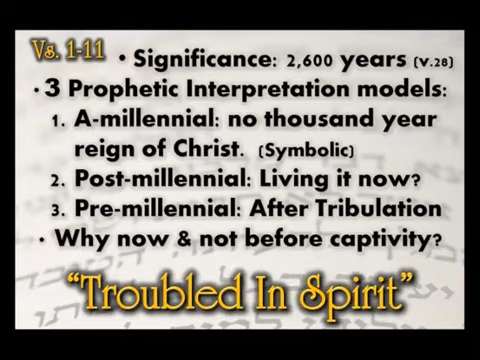 Vs. 1-11
• Significance: 2,600 years (v.28)
• 3 Prophetic Interpretation models:
1. A-millennial: no thousand year
reign of Christ. (Symbolic)
2. Post-millennial: Living it now?
3. Pre-millennial: After Tribulation
• Why now & not before captivity?
“Troubled In Spirit”